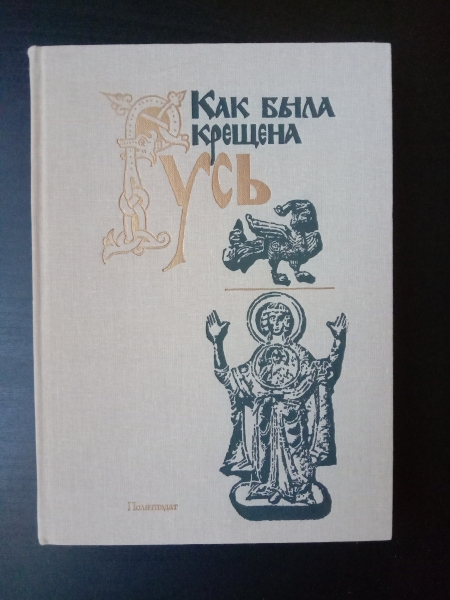 Как была
крещена
Русь
Политиздат